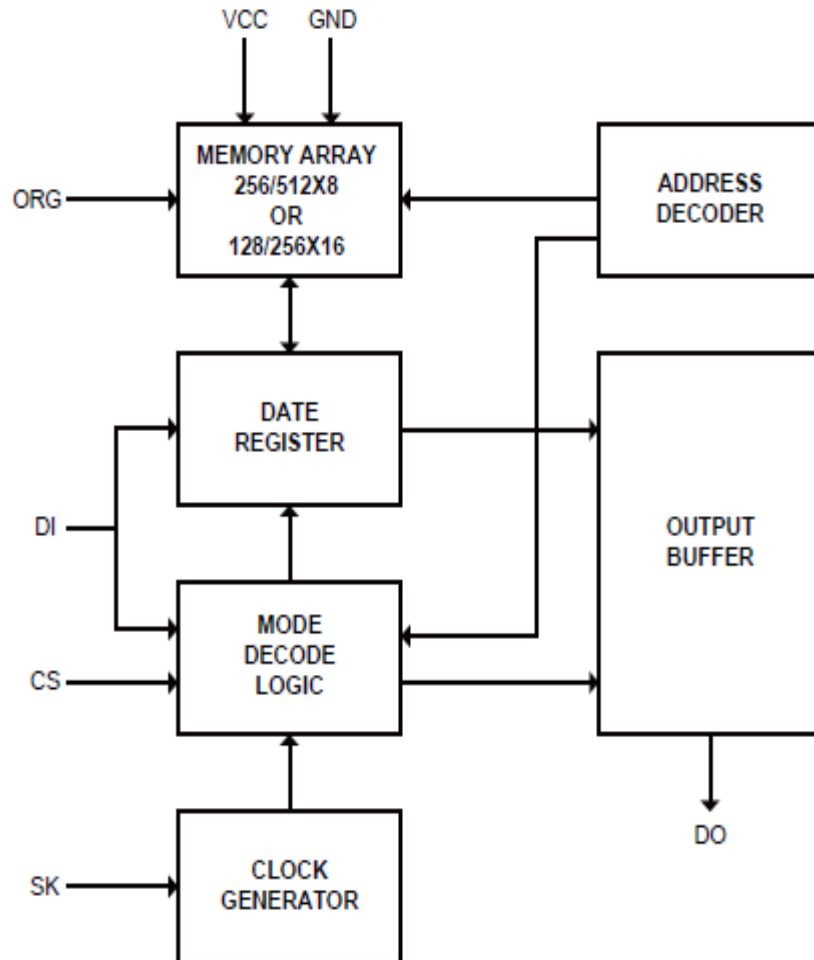 VCC
GND
ORG
MEMORY ARRAY
256/512X8
OR
128/256X16
ADDRESS
DECODER
DATE
REGISTER
DI
OUTPUT
BUFFER
MODE
DECODE
LOGIC
CS
DO
CLOCK
GENERATOR
SK